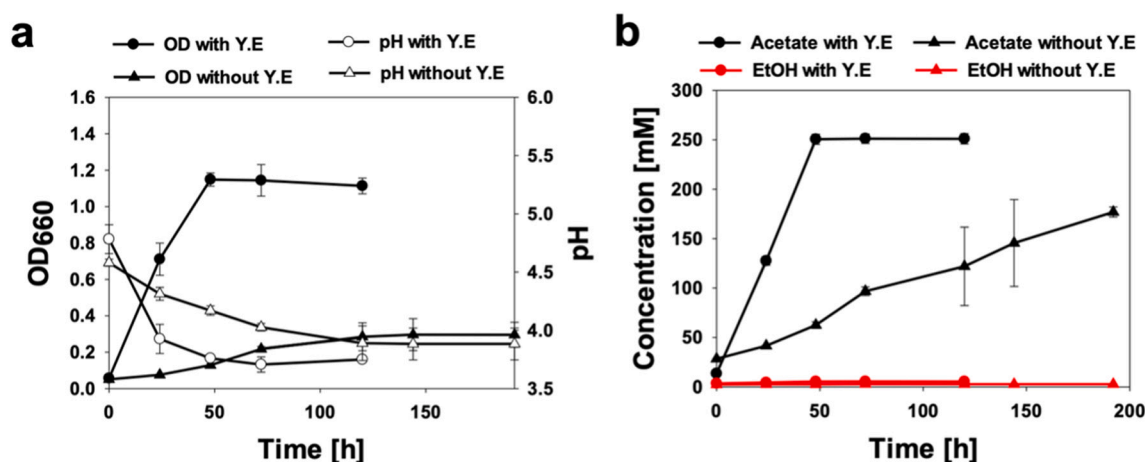 a
OD with Y.E
pH with Y.E
OD without Y.E
pH without Y.E
1.6
1.4
1.2
1.0
0.8
0.6
0.4
0.2
0.0
OD660
6.0
5.5
5.0
4.5
4.0
3.5
pH
0
50
100
150
Time [h]
b
Acetate with Y.E
Acetate without Y.E
EtOH with Y.E
EtOH without Y.E
300
250
200
150
100
50
0
Concentration [mM]
0
50
100
150
200
Time [h]